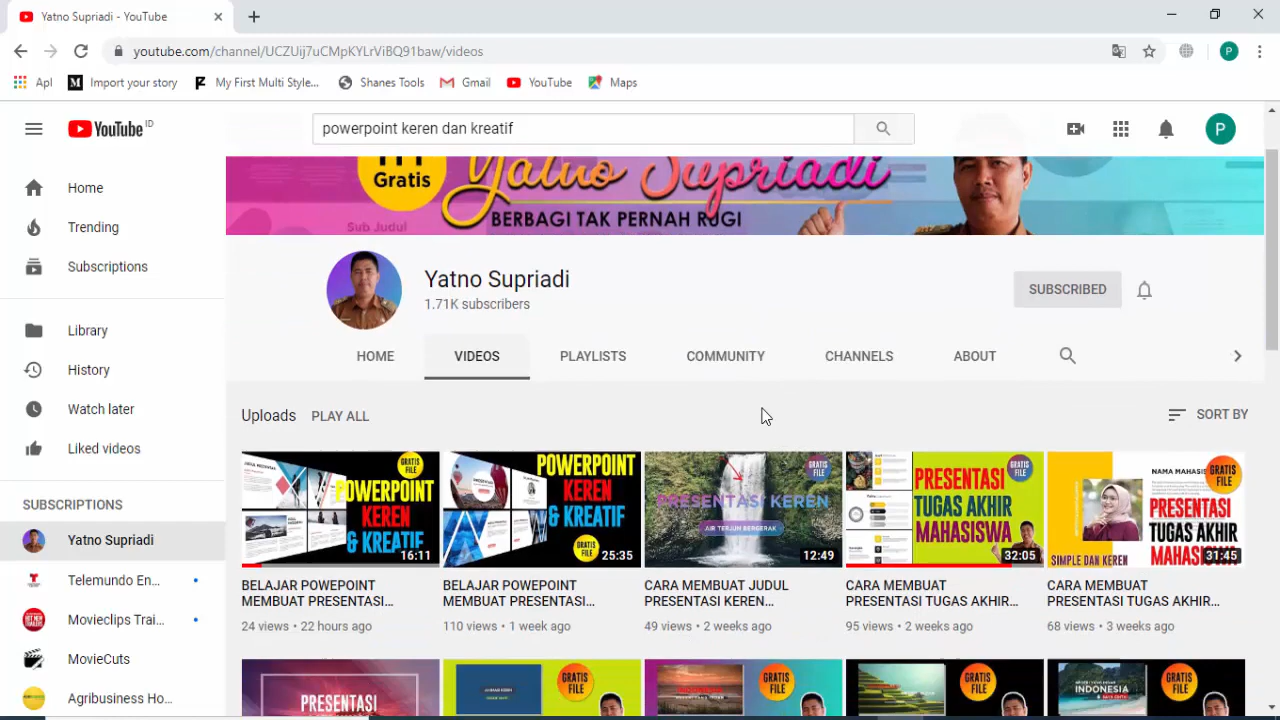 Yatno Supriadi - YouTube
youtube.com/channel/UCZUij7uCMpKYLrViBQ91baw/videos
Apl
Import your story
My First Multi Style...
Shanes Tools
Gmail
YouTube
Maps
YouTube ID
powerpoint keren dan kreatif
P
Home
Trending
Subscriptions
Library
History
Watch later
Liked videos
SUBSCRIPTIONS
Yatno Supriadi
Telemundo En...
Movieclips Trai...
MovieCuts
Agribusiness Ho...
Gratis
Yatno Supriadi
BERBAGI TAK PERNAH RUGI
Sub Judul
Yatno Supriadi
1.71K subscribers
SUBSCRIBED
HOME
VIDEOS
PLAYLISTS
COMMUNITY
CHANNELS
ABOUT
Uploads
PLAY ALL
SORT BY
GRATIS FILE
POWERPOINT
KEREN
& KREATIF
16:11
BELAJAR POWEPOINT
MEMBUAT PRESENTASI...
24 views • 22 hours ago
POWERPOINT
KEREN
& KREATIF
GRATIS FILE
25:35
BELAJAR POWEPOINT
MEMBUAT PRESENTASI...
110 views • 1 week ago
GRATIS FILE
PRESENTASI KEREN
AIR TERJUN BERGERAK
12:49
CARA MEMBUAT JUDUL
PRESENTASI KEREN...
49 views • 2 weeks ago
GRATIS FILE
PRESENTASI
TUGAS AKHIR
MAHASISWA
32:05
CARA MEMBUAT
PRESENTASI TUGAS AKHIR...
95 views • 2 weeks ago
NAMA MAHASIS
GRATIS FILE
PRESENTASI
TUGAS AKHIR
MAHASISWA
SIMPLE DAN KEREN
31:45
CARA MEMBUAT
PRESENTASI TUGAS AKHIR...
68 views • 3 weeks ago
PRESENTASI
GRATIS FILE
GRATIS FILE
GRATIS FILE
INDONESIA
GRATIS FILE